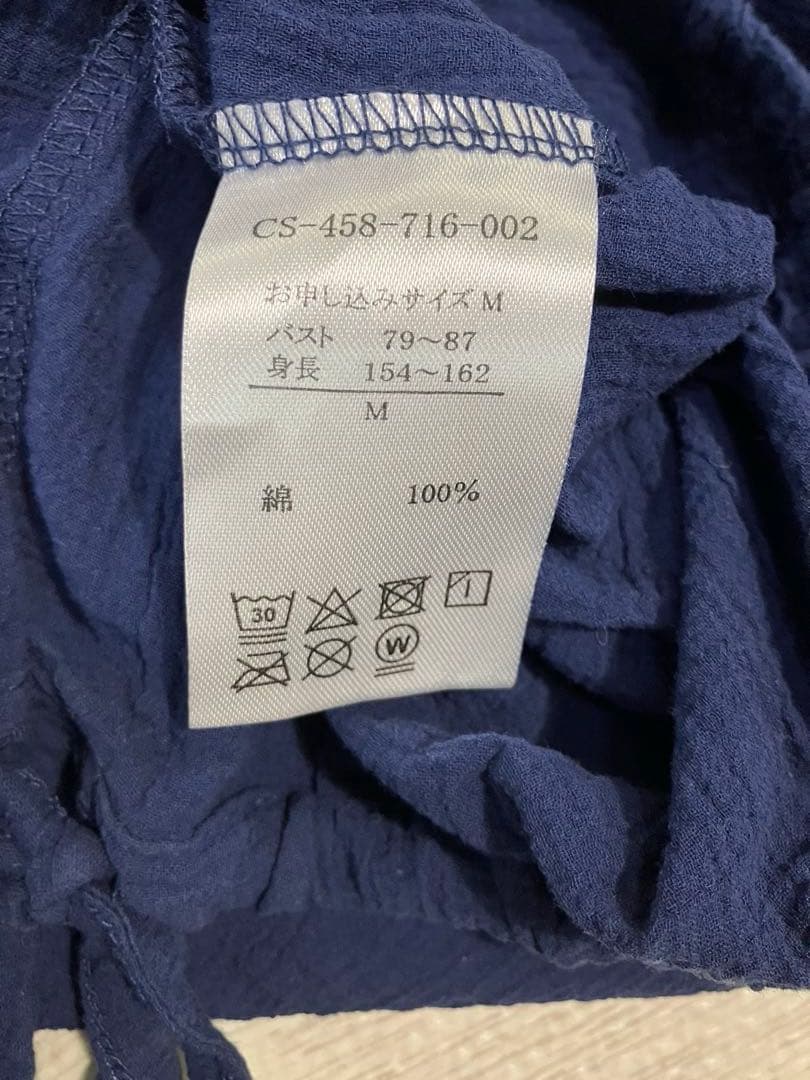 CS-458-716-002
お申し込みサイズ M
バスト 79〜87
身長 154〜162
M
綿 100%
30
W